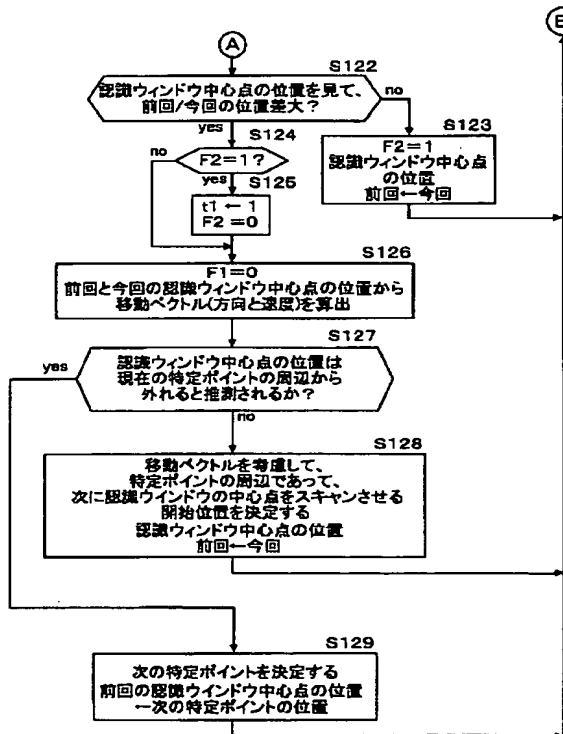 A
B
S122
認識ウィンドウ中心点の位置を見て、
前回/今回の位置差大?
no
yes
S123
F2=1
認識ウィンドウ中心点
の位置
前回←今回
S124
F2=1?
no
yes
S125
t1 ← 1
F2 =0
S126
F1=0
前回と今回の認識ウィンドウ中心点の位置から
移動ベクトル(方向と速度)を算出
S127
認識ウィンドウ中心点の位置は
現在の特定ポイントの周辺から
外れると推測されるか?
yes
no
S128
移動ベクトルを考慮して、
特定ポイントの周辺であって、
次に認識ウインドウの中心点をスキャンさせる
開始位置を決定する
認識ウィンドウ中心点の位置
前回←今回
S129
次の特定ポイントを決定する
前回の認識ウインドウ中心点の位置
←次の特定ポイントの位置